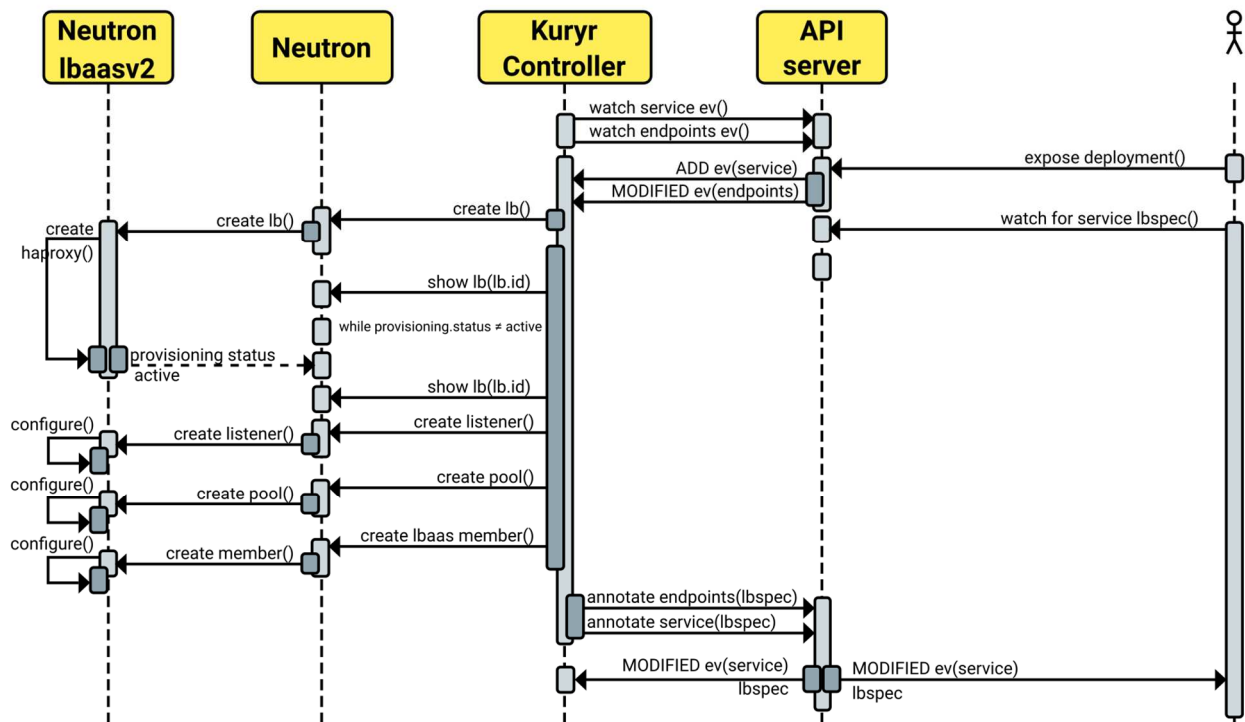 Neutron
lbaasv2
Neutron
Kuryr
Controller
API
server
watch service ev()
watch endpoints ev()
expose deployment()
ADD ev(service)
MODIFIED ev(endpoints)
create lb()
create lb()
create
haproxy()
watch for service lbspec()
show lb(lb.id)
while provisioning.status ≠ active
provisioning status
active
show lb(lb.id)
configure()
create listener()
create listener()
configure()
create pool()
create pool()
configure()
create member()
create lbaas member()
annotate endpoints(lbspec)
annotate service(lbspec)
MODIFIED ev(service)
lbspec
MODIFIED ev(service)
lbspec